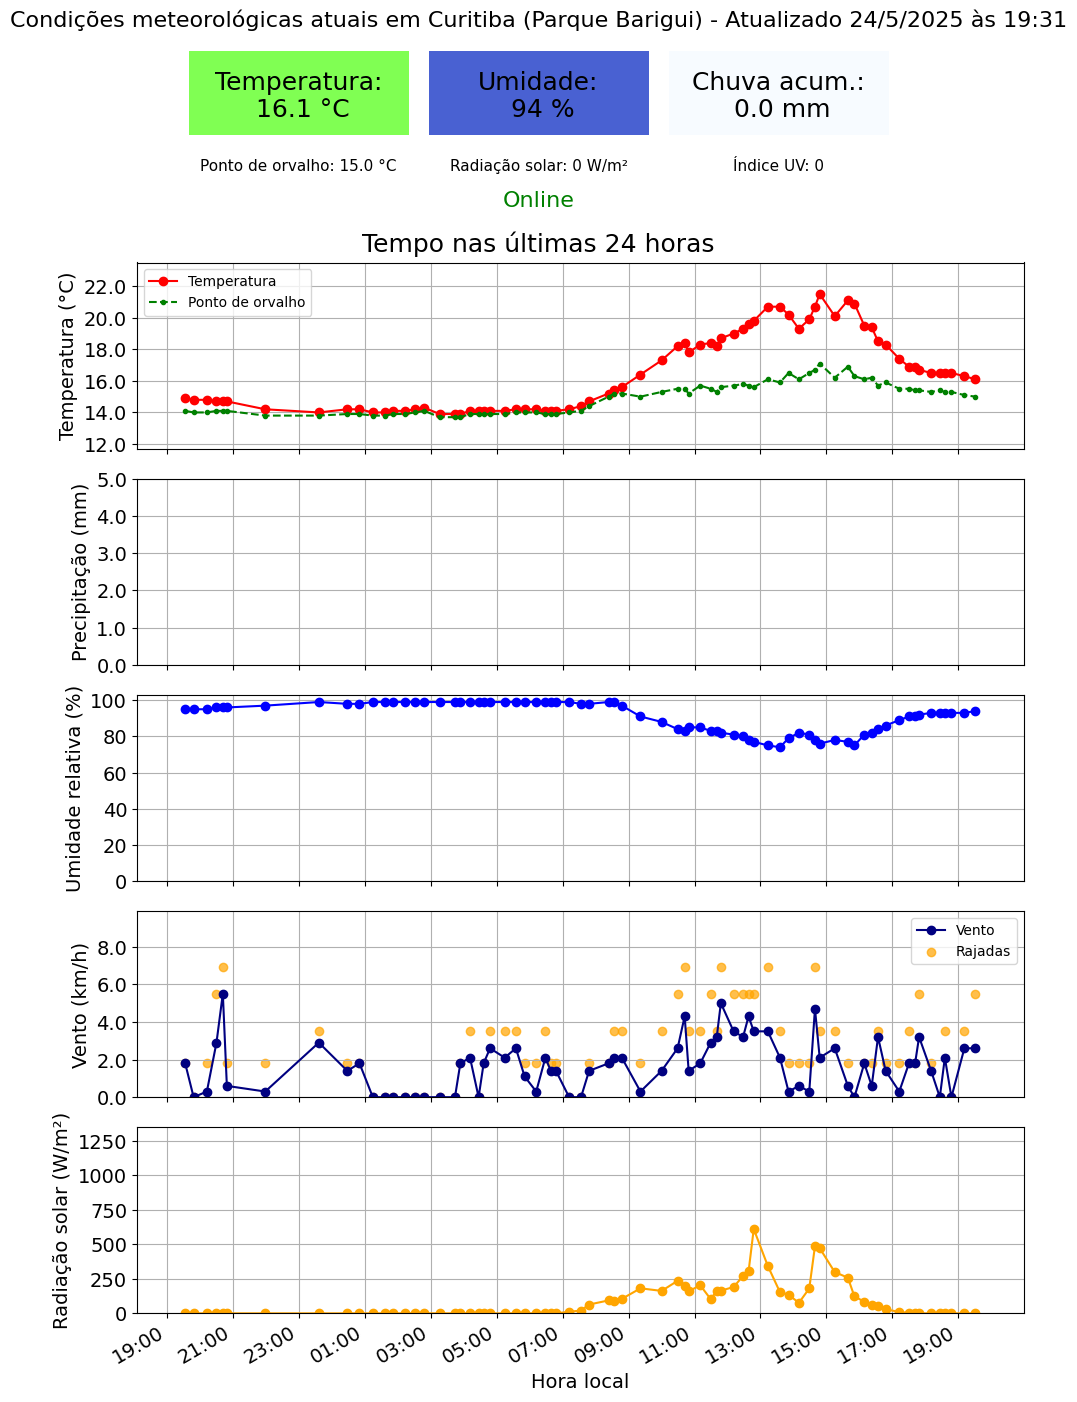 Condições meteorológicas atuais em Curitiba (Parque Barigui) - Atualizado 24/5/2025 às 19:31
Temperatura:
16.1 °C
Umidade:
94 %
Chuva acum.:
0.0 mm
Ponto de orvalho: 15.0 °C
Radiação solar: 0 W/m²
Índice UV: 0
Online
Tempo nas últimas 24 horas
Temperatura (°C)
22.0
20.0
18.0
16.0
14.0
12.0
Temperatura
Ponto de orvalho
Precipitação (mm)
5.0
4.0
3.0
2.0
1.0
0.0
Umidade relativa (%)
100
80
60
40
20
0
Vento (km/h)
8.0
6.0
4.0
2.0
0.0
Vento
Rajadas
Radiação solar (W/m²)
1250
1000
750
500
250
0
19:00
21:00
23:00
01:00
03:00
05:00
07:00
09:00
11:00
13:00
15:00
17:00
19:00
Hora local